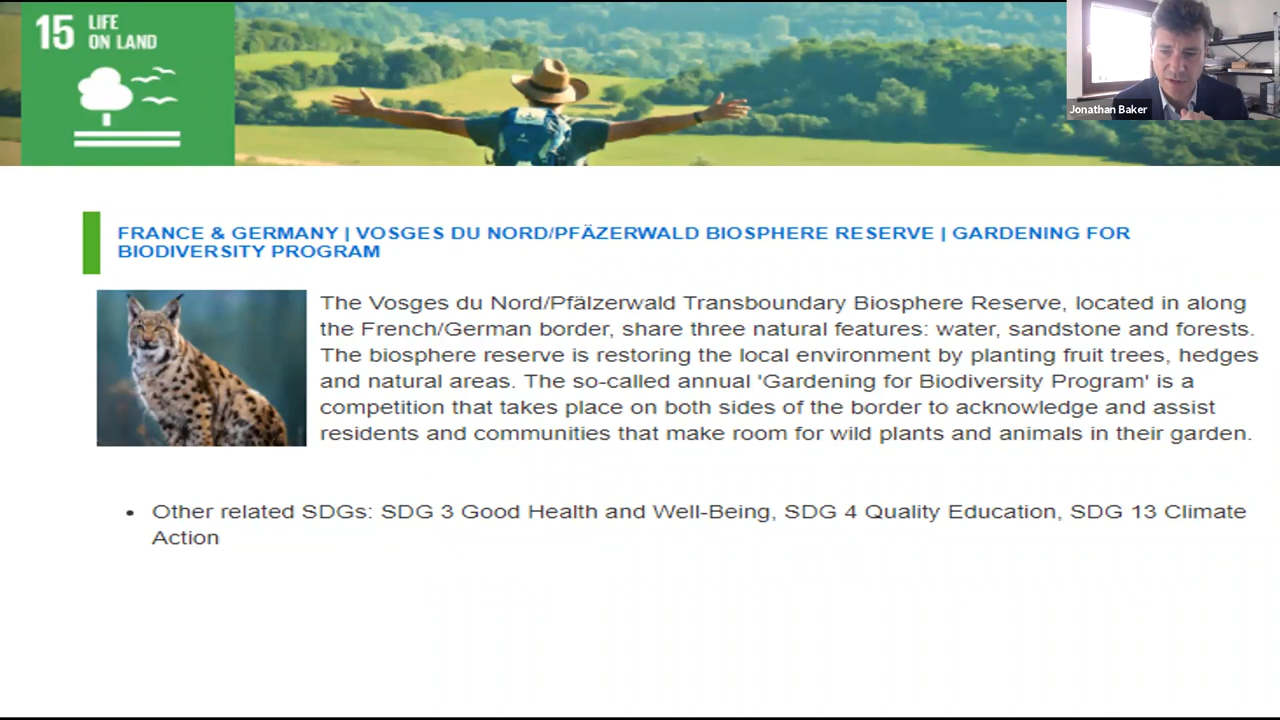 15 LIFE
ON LAND
Jonathan Baker
FRANCE & GERMANY | VOSGES DU NORD/PFÄZERWALD BIOSPHERE RESERVE | GARDENING FOR
BIODIVERSITY PROGRAM
The Vosges du Nord/Pfälzerwald Transboundary Biosphere Reserve, located in along
the French/German border, share three natural features: water, sandstone and forests.
The biosphere reserve is restoring the local environment by planting fruit trees, hedges
and natural areas. The so-called annual 'Gardening for Biodiversity Program' is a
competition that takes place on both sides of the border to acknowledge and assist
residents and communities that make room for wild plants and animals in their garden.
• Other related SDGs: SDG 3 Good Health and Well-Being, SDG 4 Quality Education, SDG 13 Climate
Action